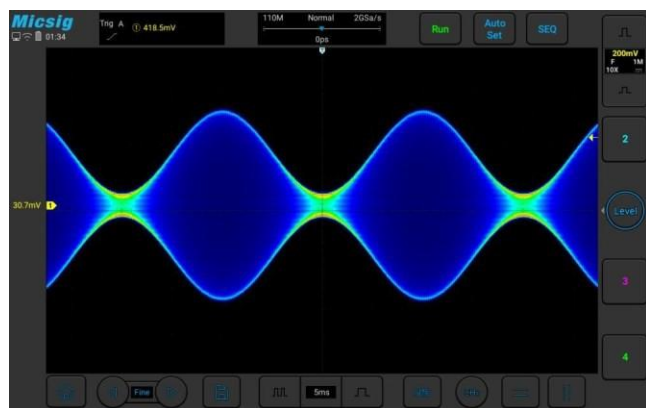 Micsig
01:34
Trig A
① 418.5mV
110M Normal 2GSa/s
0ps
Run
Auto
Set
SEQ
200mV
F 1M
10X
2
30.7mV 1
Level
3
4
Fine
5ms